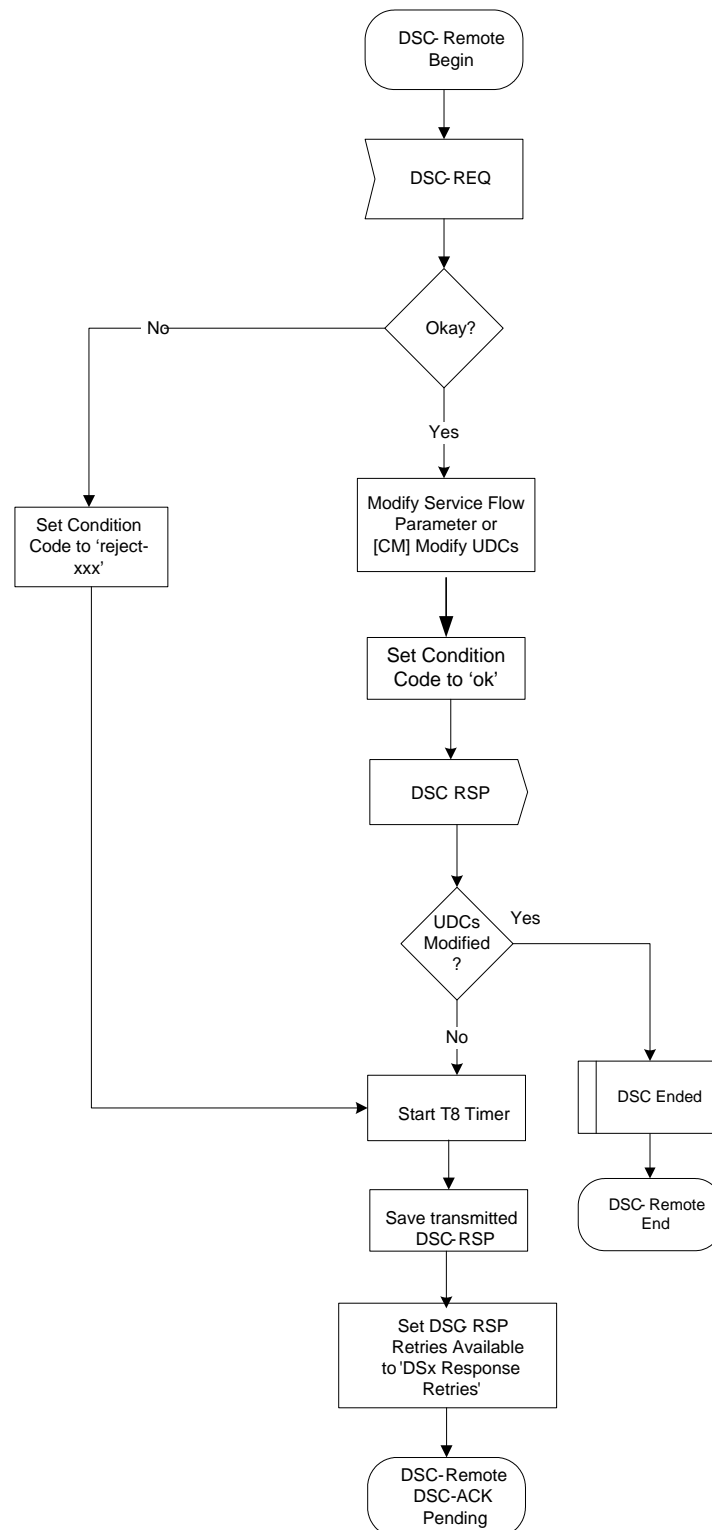 DSC- Remote
Begin
DSC-REQ
Okay?
No
Yes
Modify Service Flow
Parameter or
[CM] Modify UDCs
Set Condition
Code to ‘reject-
xxx’
Set Condition
Code to ‘ok’
DSC RSP
UDCs
Modified
?
Yes
No
DSC Ended
Start T8 Timer
DSC- Remote
End
Save transmitted
DSC-RSP
Set DSC- RSP
Retries Available
to 'DSx Response
Retries'
DSC-Remote
DSC-ACK
Pending